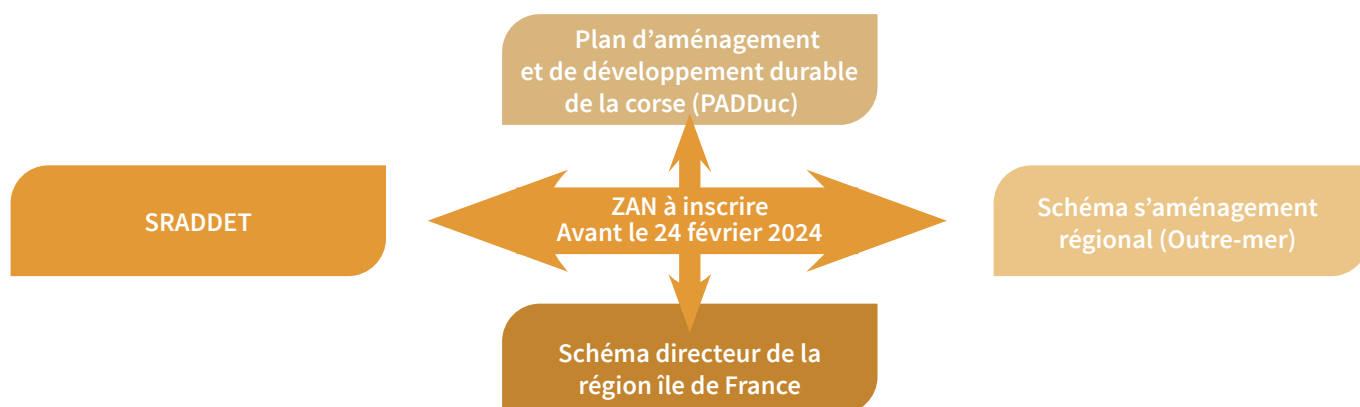 Plan d'aménagement
et de développement durable
de la corse (PADDuc)
SRADDET
ZAN à inscrire
Avant le 24 février 2024
Schéma s'aménagement
régional (Outre-mer)
Schéma directeur de la
région île de France